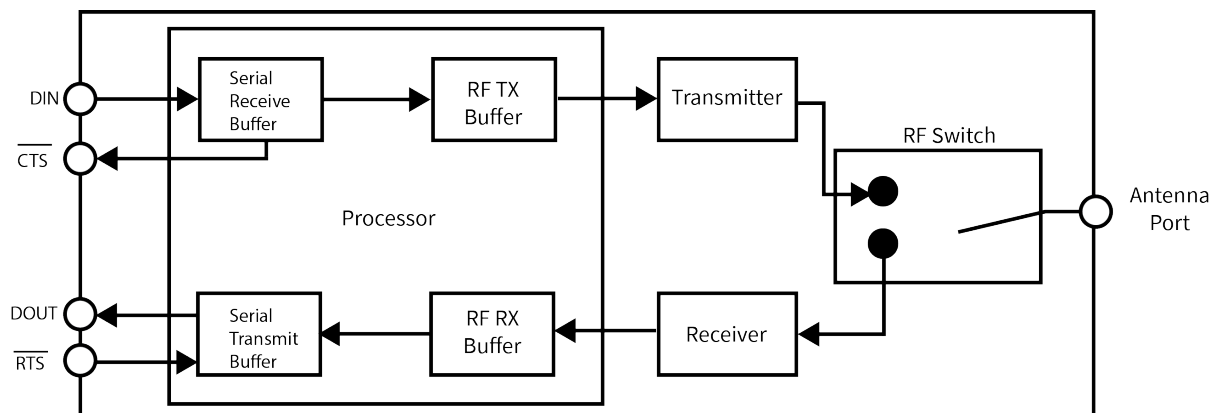 DIN
Serial
Receive
Buffer
RF TX
Buffer
Transmitter
RF Switch
CTS
Processor
Antenna
Port
DOUT
Serial
Transmit
Buffer
RF RX
Buffer
Receiver
RTS